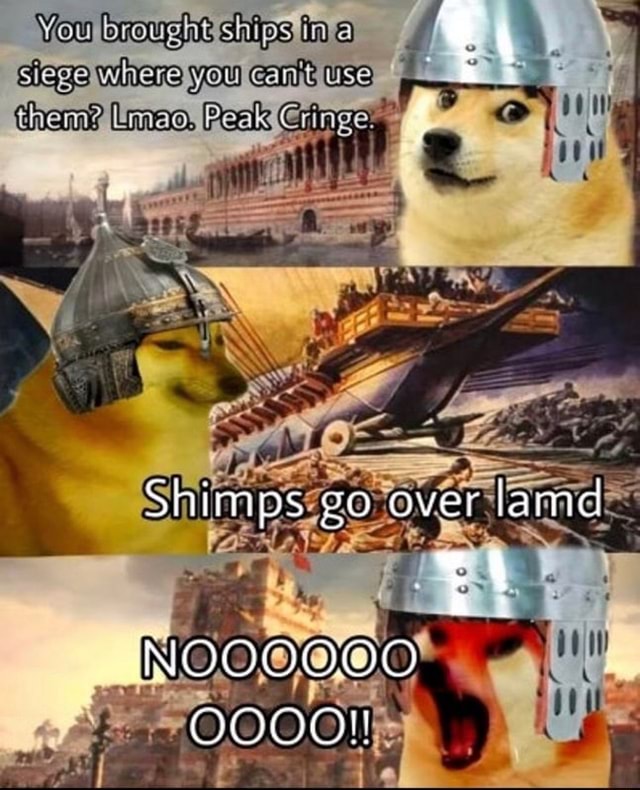 You brought ships in a
siege where you can't use
them? Lmao. Peak Cringe.
Shimps go over lamd
NOOOOOO
OOOO!!